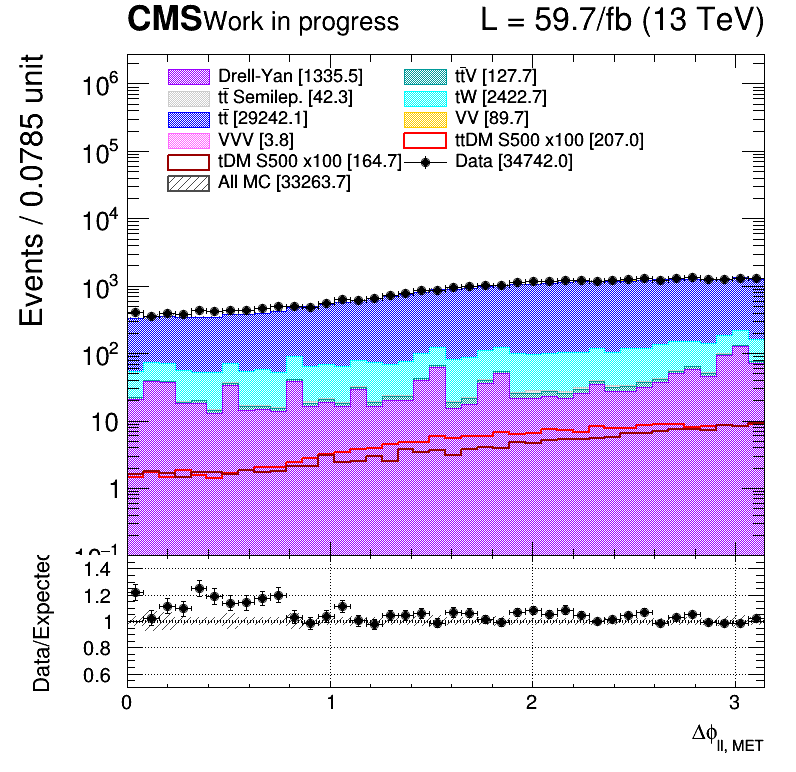 CMS Work in progress L = 59.7/fb (13 TeV)
Events / 0.0785 unit
Drell-Yan [1335.5] tt̄V [127.7]
tt̄ Semilep. [42.3] tW [2422.7]
tt̄ [29242.1] VV [89.7]
VVV [3.8] ttDM S500 x100 [207.0]
tDM S500 x100 [164.7] Data [34742.0]
All MC [33263.7]
10⁶
10⁵
10⁴
10³
10²
10
1
10⁻¹
Data/Expected
1.4
1.2
1
0.8
0.6
0 1 2 3
Δϕ_ll, MET